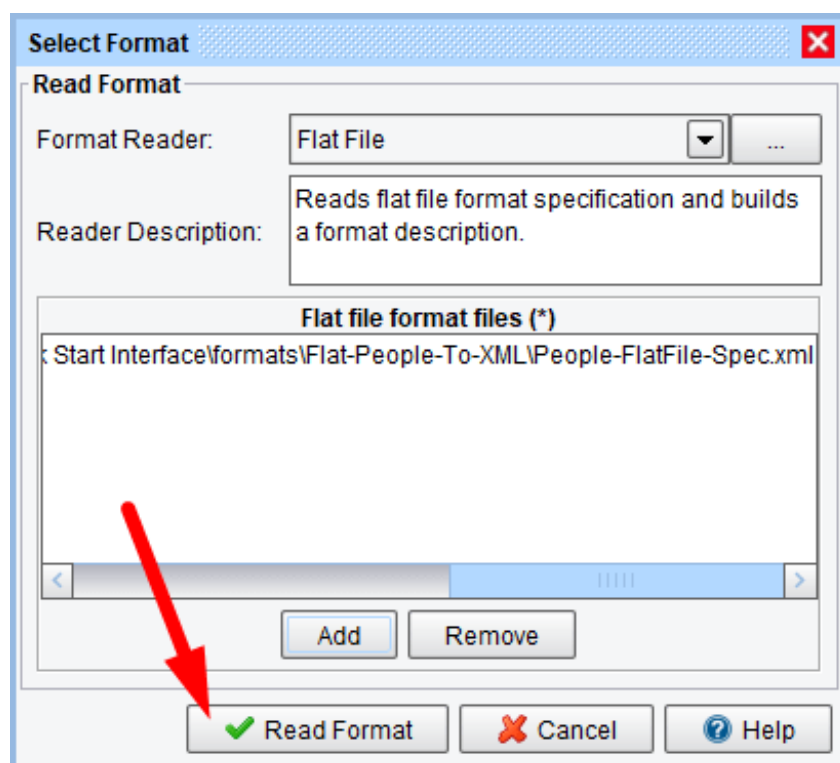 Select Format
Read Format
Format Reader:
Flat File
...
Reader Description:
Reads flat file format specification and builds
a format description.
Flat file format files (*)
Start Interface\formats\Flat-People-To-XML\People-FlatFile-Spec.xml
Add
Remove
Read Format
Cancel
Help